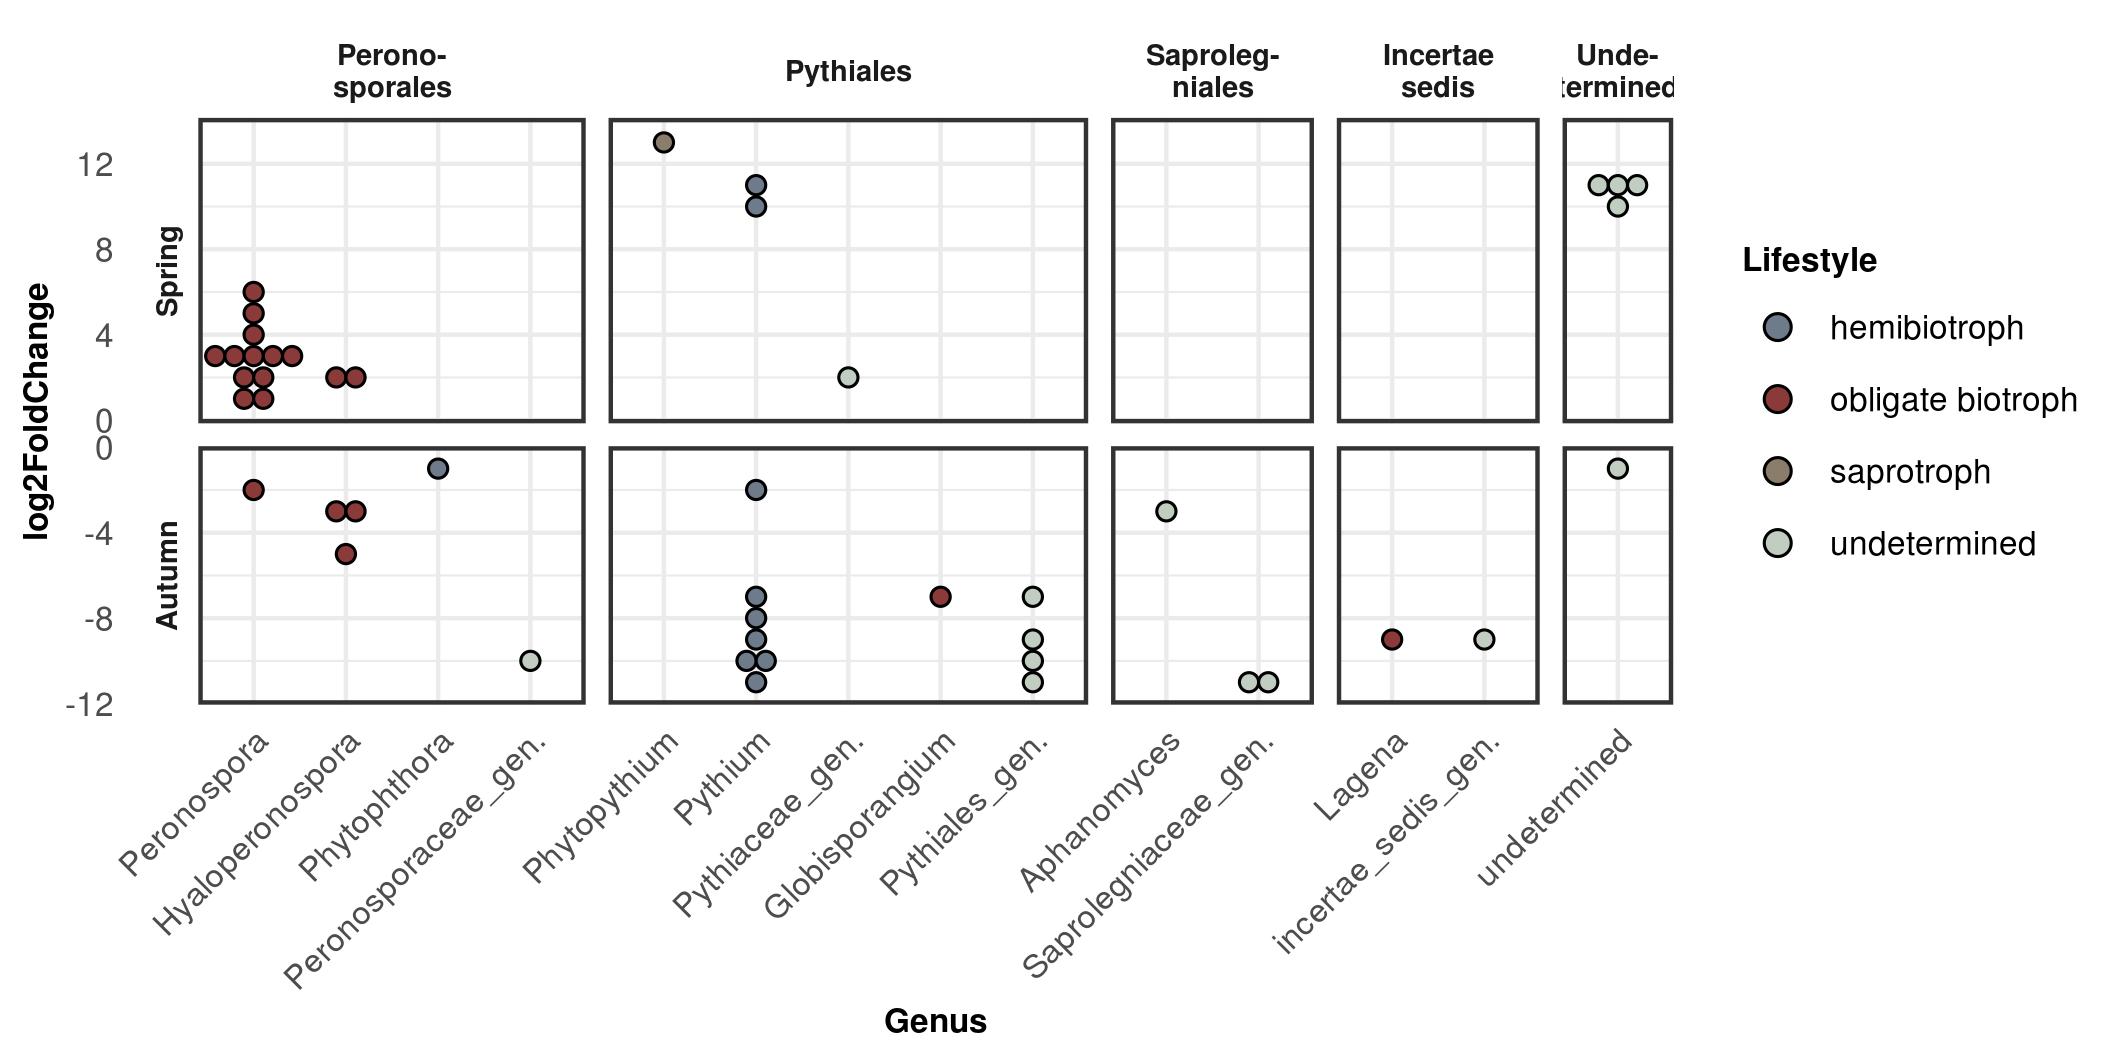 Perono-
sporales
Pythiales
Saproleg-
niales
Incertae
sedis
Unde-
termined
12
8
4
0
Spring
0
-4
-8
-12
Autumn
log2FoldChange
Peronospora
Hyaloperonospora
Phytophthora
Peronosporaceae_gen.
Phytopythium
Pythium
Pythiaceae_gen.
Globisporangium
Pythiales_gen.
Aphanomyces
Saprolegniaceae_gen.
Lagena
incertae_sedis_gen.
undetermined
Genus
Lifestyle
hemibiotroph
obligate biotroph
saprotroph
undetermined